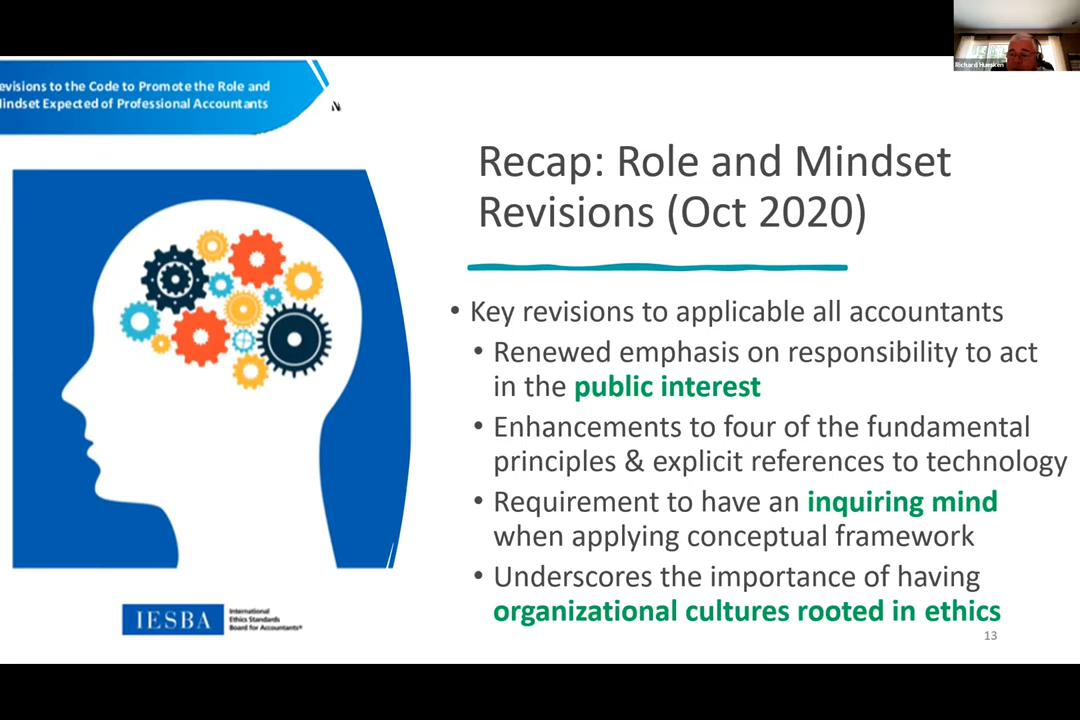 Richard Huesken
evisions to the Code to Promote the Role and
indset Expected of Professional Accountants
Recap: Role and Mindset
Revisions (Oct 2020)
• Key revisions to applicable all accountants
• Renewed emphasis on responsibility to act
in the public interest
• Enhancements to four of the fundamental
principles & explicit references to technology
• Requirement to have an inquiring mind
when applying conceptual framework
• Underscores the importance of having
organizational cultures rooted in ethics
IESBA
International
Ethics Standards
Board for Accountants®
13